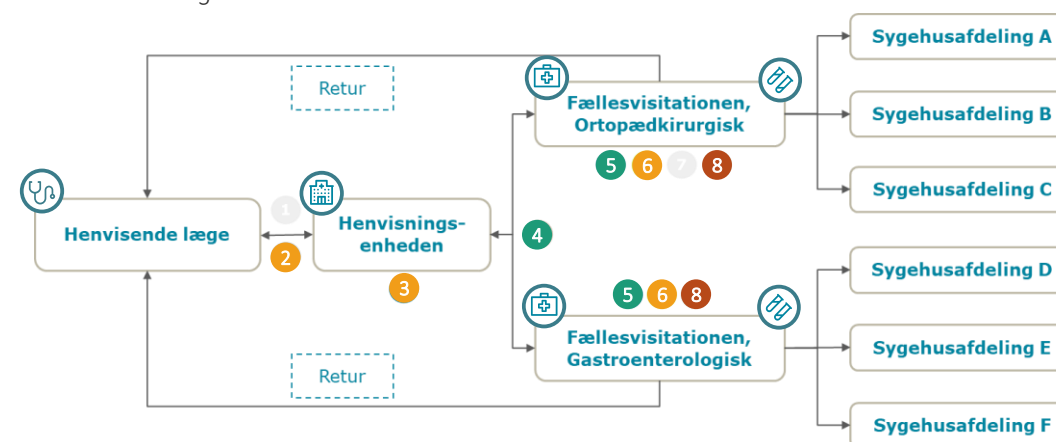 Sygehusafdeling A
Retur
Fællesvisitationen,
Ortopædkirurgisk
Sygehusafdeling B
5 6 7 8
Sygehusafdeling C
1
Henvisende læge
Henvisnings-
enheden
4
2
3
Sygehusafdeling D
5 6 8
Fællesvisitationen,
Gastroenterologisk
Sygehusafdeling E
Retur
Sygehusafdeling F